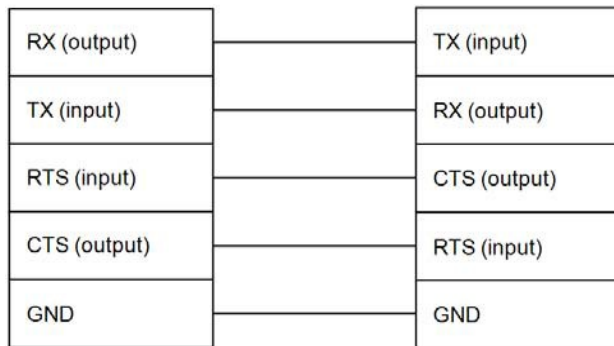 RX (output)
TX (input)
TX (input)
RX (output)
RTS (input)
CTS (output)
CTS (output)
RTS (input)
GND
GND